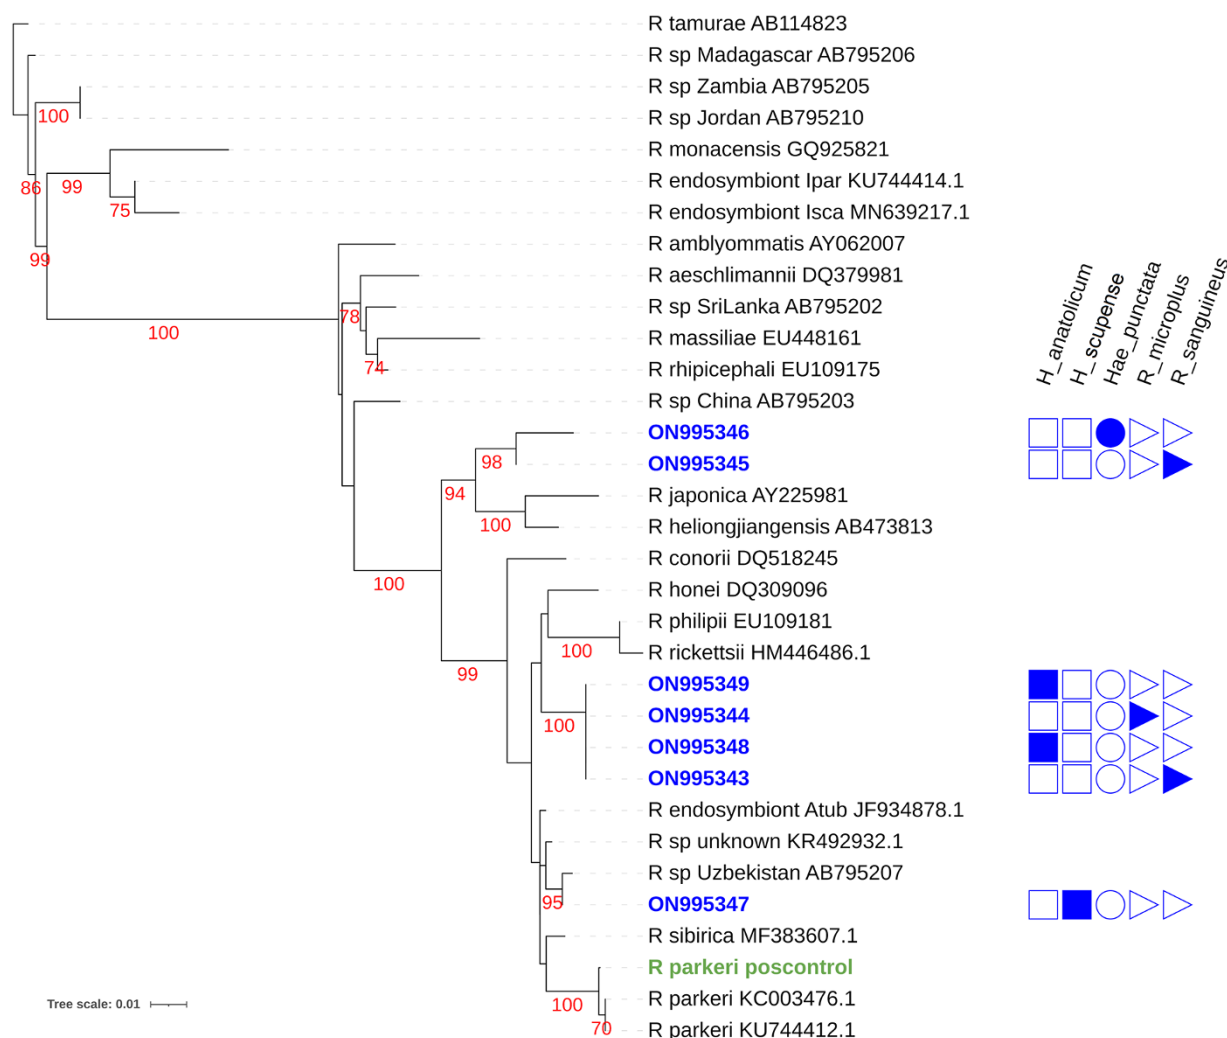 R tamurae AB114823
R sp Madagascar AB795206
R sp Zambia AB795205
100
R sp Jordan AB795210
R monacensis GQ925821
86
99
R endosymbiont Ipar KU744414.1
75
R endosymbiont Isca MN639217.1
R amblyommatis AY062007
99
R aeschlimannii DQ379981
H_anatolicum
H_scupense
Hae_punctata
R_microplus
R_sanguineus
R sp SriLanka AB795202
78
100
R massiliae EU448161
74
R rhipicephali EU109175
R sp China AB795203
ON995346
98
ON995345
94
R japonica AY225981
100
R heliongjiangensis AB473813
R conorii DQ518245
100
R honei DQ309096
R philipii EU109181
100
R rickettsii HM446486.1
99
ON995349
ON995344
100
ON995348
ON995343
R endosymbiont Atub JF934878.1
R sp unknown KR492932.1
R sp Uzbekistan AB795207
95
ON995347
R sibirica MF383607.1
R parkeri poscontrol
Tree scale: 0.01
100
R parkeri KC003476.1
70
R parkeri KU744412.1